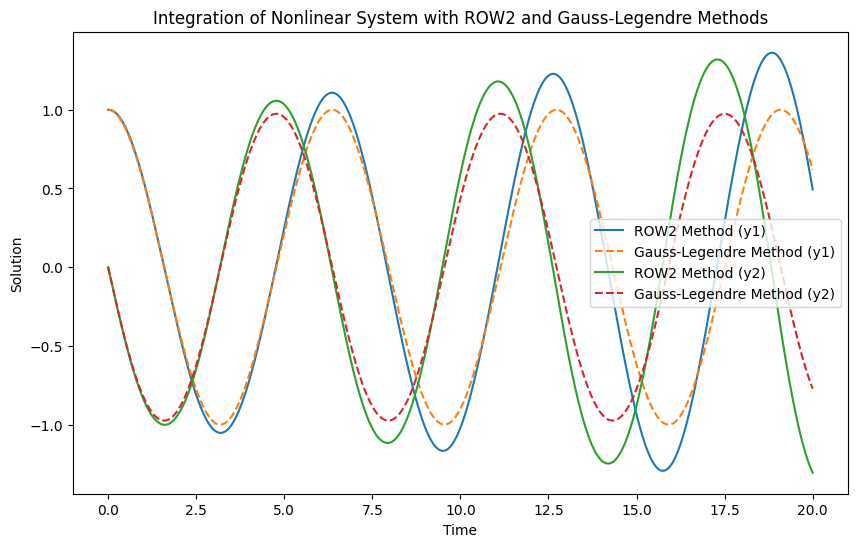 Integration of Nonlinear System with ROW2 and Gauss-Legendre Methods
Solution
1.0
0.5
0.0
−0.5
−1.0
ROW2 Method (y1)
Gauss-Legendre Method (y1)
ROW2 Method (y2)
Gauss-Legendre Method (y2)
0.0 2.5 5.0 7.5 10.0 12.5 15.0 17.5 20.0
Time